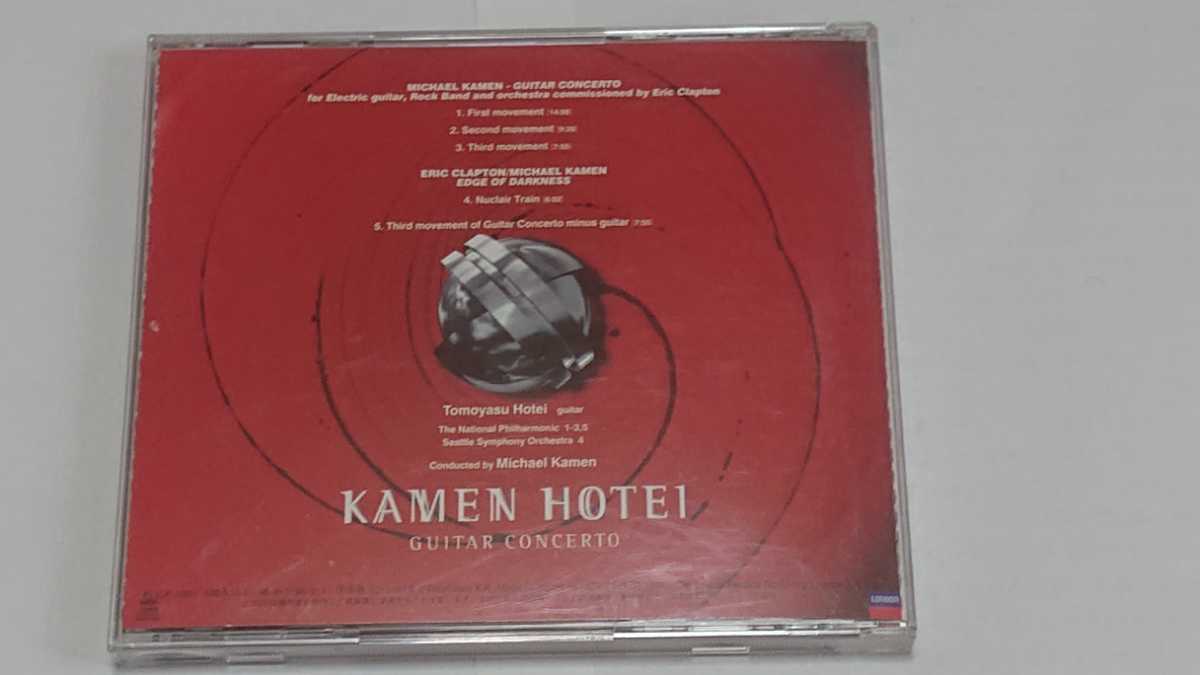 MICHAEL KAMEN - GUITAR CONCERTO
for Electric guitar, Rock Band and orchestra commissioned by Eric Clapton
1. First movement
2. Second movement
3. Third movement
ERIC CLAPTON/MICHAEL KAMEN
EDGE OF DARKNESS
4. Nuclair Train
5. Third movement of Guitar Concerto minus guitar
Tomoyasu Hotei guitar
The National Philharmonic 1-3,5
Seattle Symphony Orchestra 4
Conducted by Michael Kamen
KAMEN HOTEI
GUITAR CONCERTO
LONDON